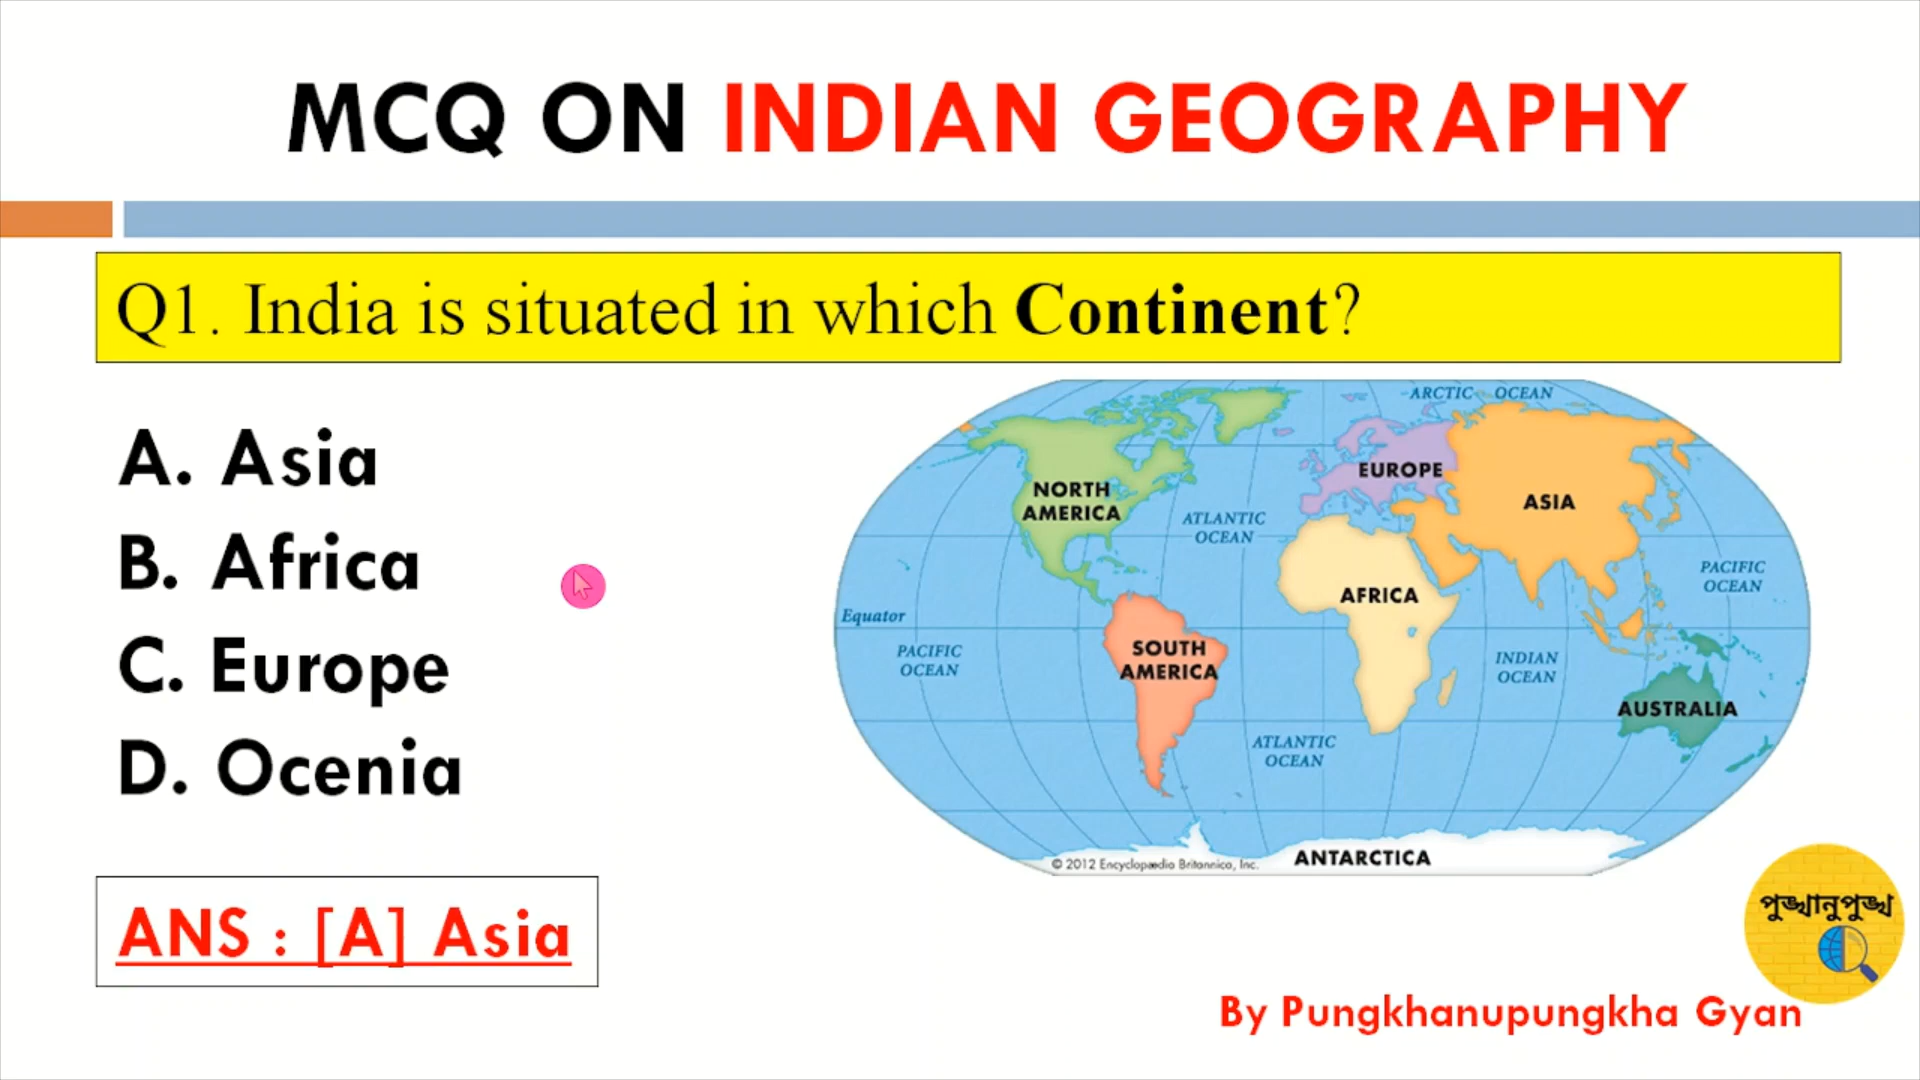 MCQ ON INDIAN GEOGRAPHY
Q1. India is situated in which Continent?
A. Asia
B. Africa
C. Europe
D. Ocenia
ANS : [A] Asia
ARCTIC OCEAN
NORTH
AMERICA
EUROPE
ASIA
ATLANTIC
OCEAN
PACIFIC
OCEAN
AFRICA
Equator
PACIFIC
OCEAN
SOUTH
AMERICA
INDIAN
OCEAN
AUSTRALIA
ATLANTIC
OCEAN
ANTARCTICA
© 2012 Encyclopædia Britannica, Inc.
পুঙ্খানুপুঙ্খ
By Pungkhanupungkha Gyan